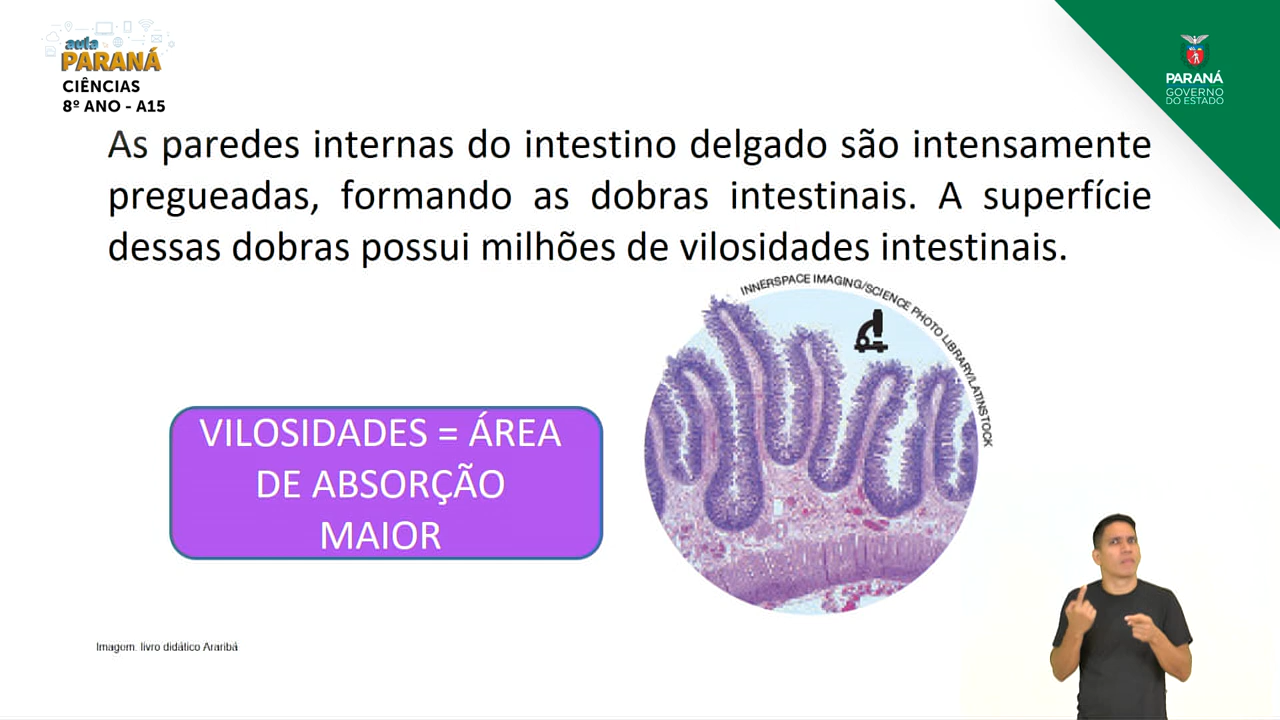 aula
PARANÁ
CIÊNCIAS
8º ANO - A15
PARANÁ
GOVERNO
DO ESTADO
As paredes internas do intestino delgado são intensamente
pregueadas, formando as dobras intestinais. A superfície
dessas dobras possui milhões de vilosidades intestinais.
INNERSPACE IMAGING/SCIENCE PHOTO LIBRARY/LATINSTOCK
VILOSIDADES = ÁREA
DE ABSORÇÃO
MAIOR
Imagem. livro didático Araribá